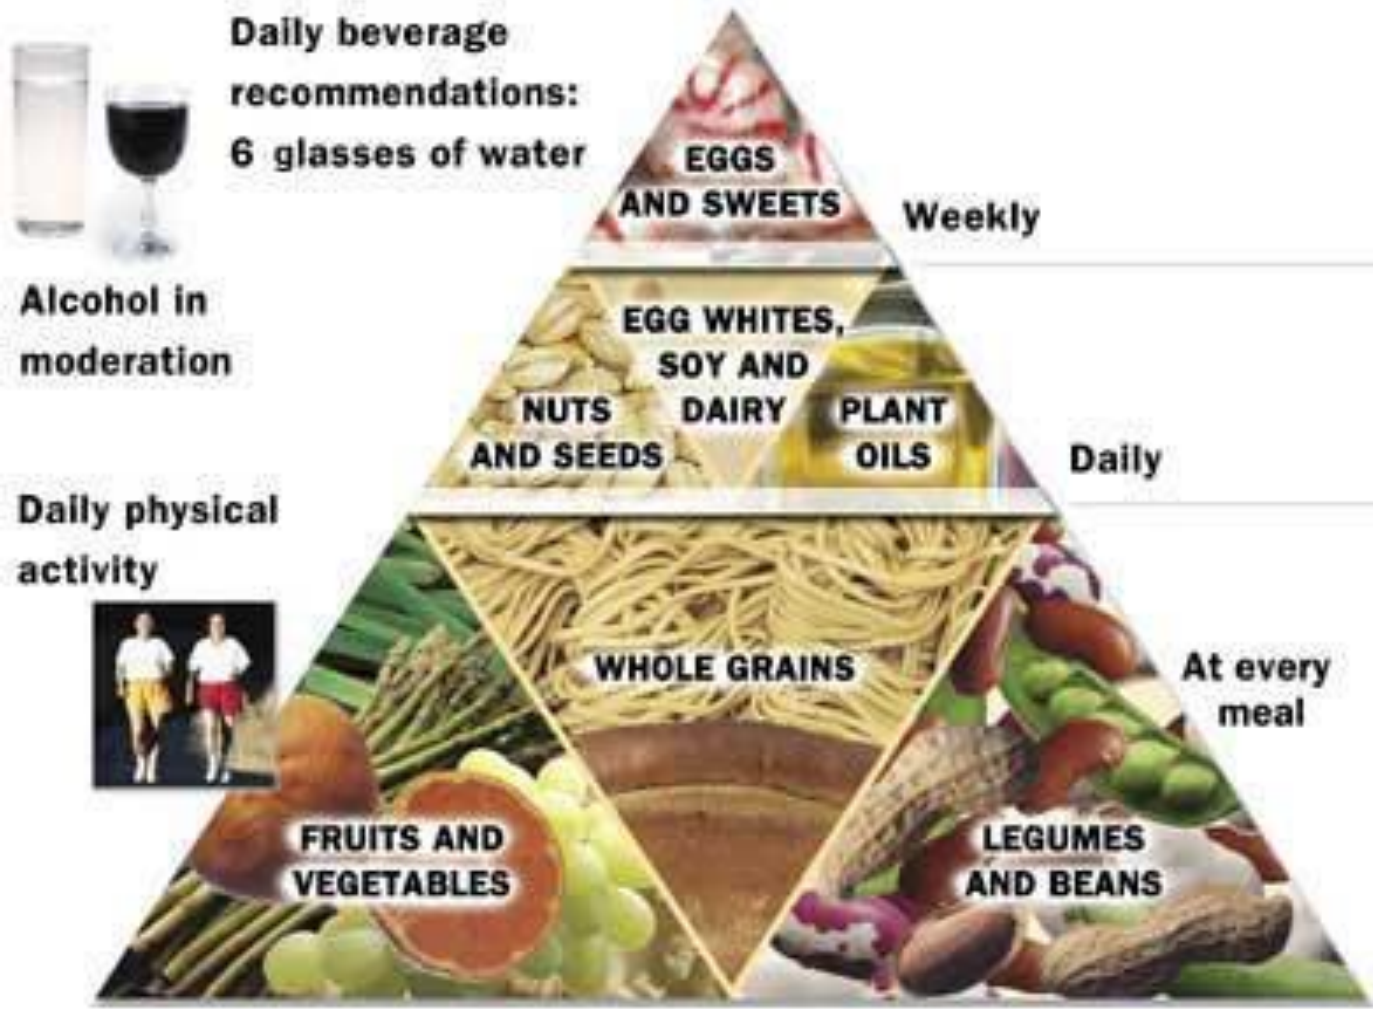 Daily beverage
recommendations:
6 glasses of water
Alcohol in
moderation
Daily physical
activity
EGGS
AND SWEETS
Weekly
EGG WHITES,
SOY AND
DAIRY
NUTS
AND SEEDS
PLANT
OILS
Daily
WHOLE GRAINS
At every
meal
FRUITS AND
VEGETABLES
LEGUMES
AND BEANS